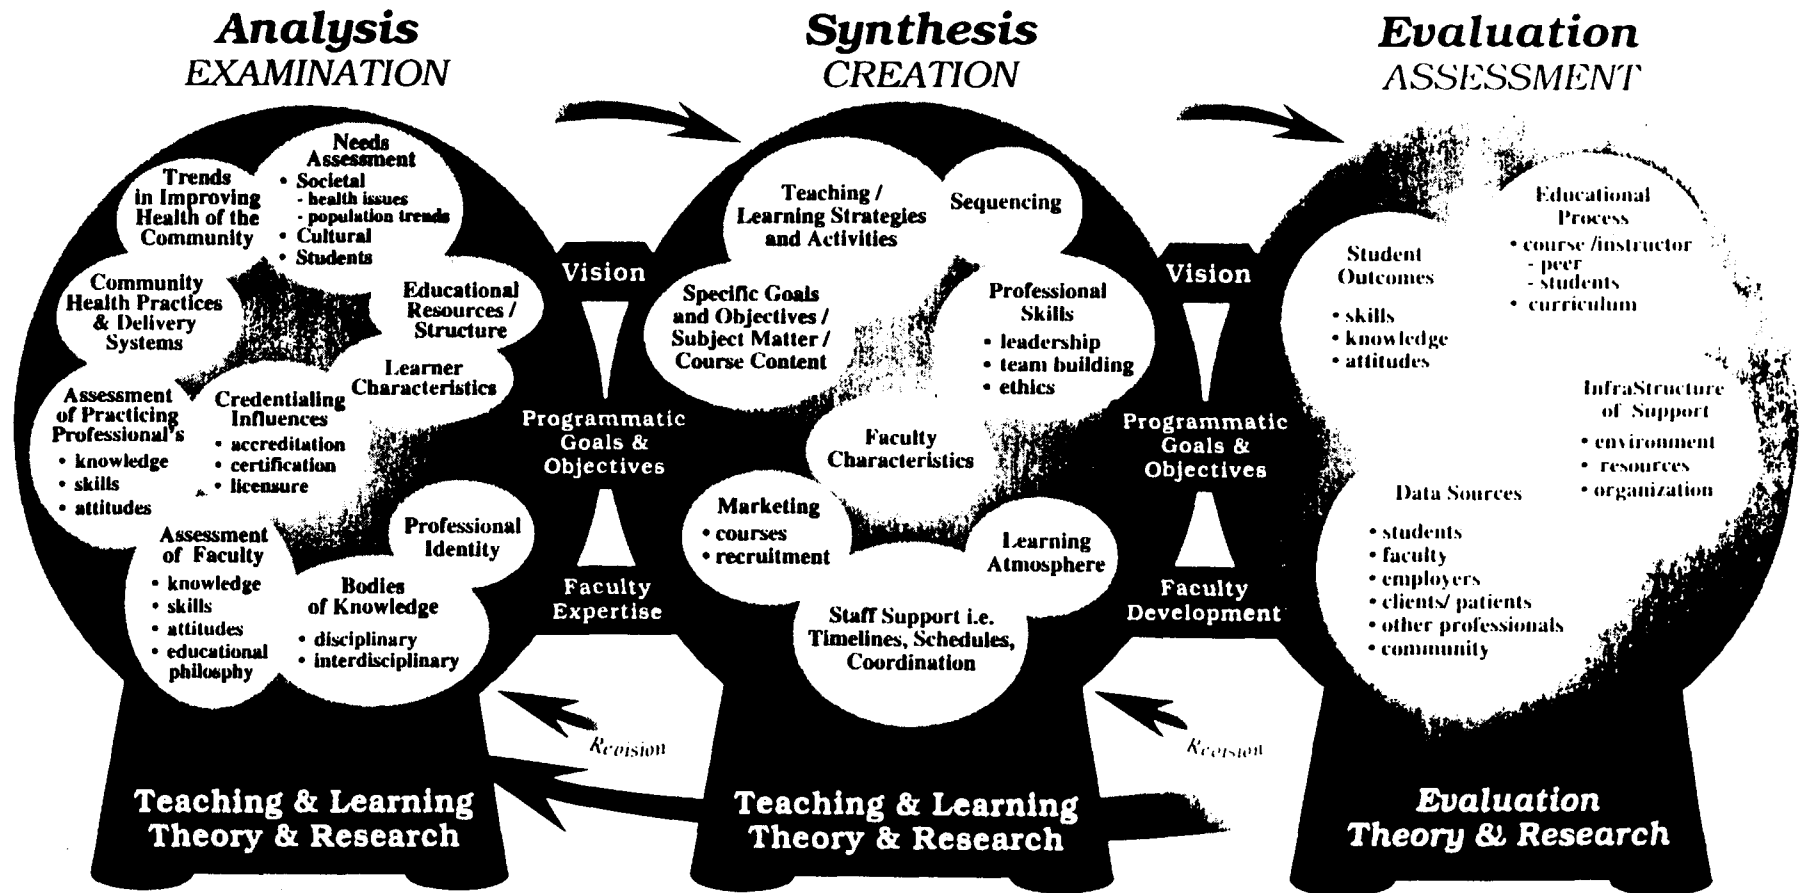 Analysis
EXAMINATION
Needs
Assessment
• Societal
- health issues
- population trends
• Cultural
• Students
Trends
in Improving
Health of the
Community
Community
Health Practices
& Delivery
Systems
Educational
Resources /
Structure
Learner
Characteristics
Assessment
of Practicing
Professional's
• knowledge
• skills
• attitudes
Credentialing
Influences
• accreditation
• certification
• licensure
Professional
Identity
Assessment
of Faculty
• knowledge
• skills
• attitudes
• educational
philosphy
Bodies
of Knowledge
• disciplinary
• interdisciplinary
Teaching & Learning
Theory & Research
Vision
Programmatic
Goals &
Objectives
Faculty
Expertise
Revision
Synthesis
CREATION
Teaching /
Learning Strategies
and Activities
Sequencing
Specific Goals
and Objectives /
Subject Matter /
Course Content
Professional
Skills
• leadership
• team building
• ethics
Faculty
Characteristics
Marketing
• courses
• recruitment
Learning
Atmosphere
Staff Support i.e.
Timelines, Schedules,
Coordination
Teaching & Learning
Theory & Research
Vision
Programmatic
Goals &
Objectives
Faculty
Development
Revision
Evaluation
ASSESSMENT
Educational
Process
• course /instructor
- peer
- students
• curriculum
Student
Outcomes
• skills
• knowledge
• attitudes
InfraStructure
of Support
• environment
• resources
• organization
Data Sources
• students
• faculty
• employers
• clients/ patients
• other professionals
• community
Evaluation
Theory & Research